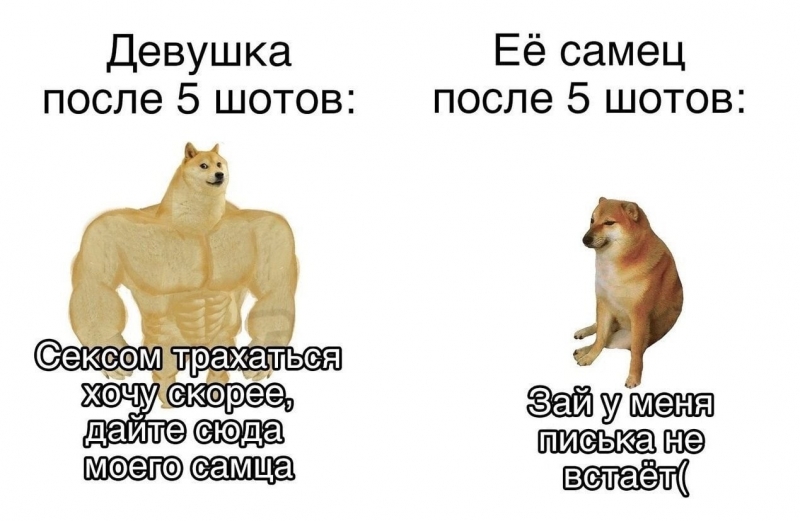 Девушка
после 5 шотов:
Её самец
после 5 шотов:
Сексом трахаться
хочу скорее,
дайте сюда
моего самца
Зай у меня
писька не
встаёт(